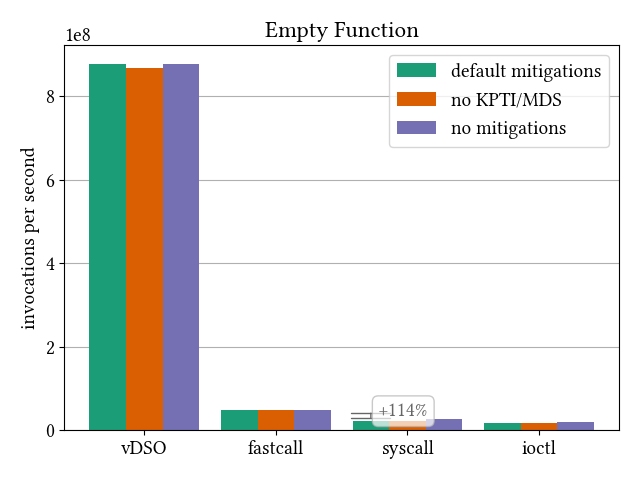 Empty Function
1e8
invocations per second
8
6
4
2
0
default mitigations
no KPTI/MDS
no mitigations
+114%
vDSO
fastcall
syscall
ioctl